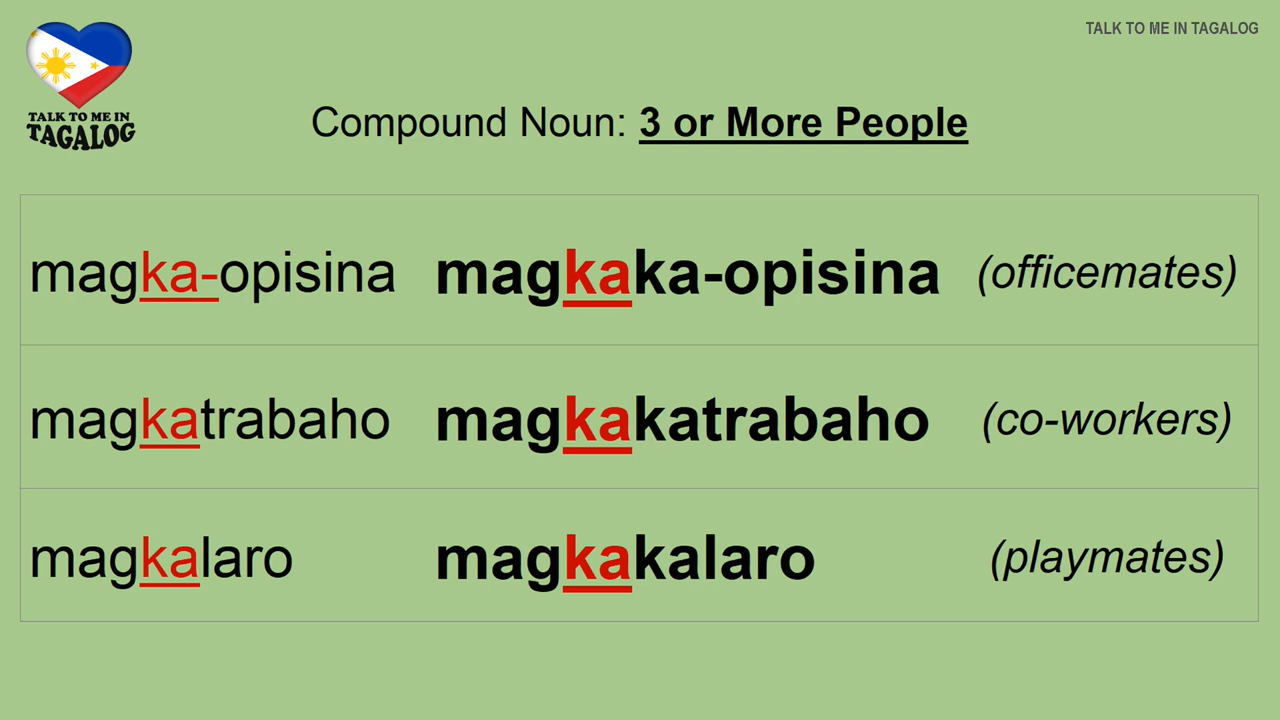 TALK TO ME IN TAGALOG
TALK TO ME IN
TAGALOG
Compound Noun: 3 or More People
magka-opisina magkaka-opisina (officemates)
magkatrabaho magkakatrabaho (co-workers)
magkalaro magkakalaro (playmates)